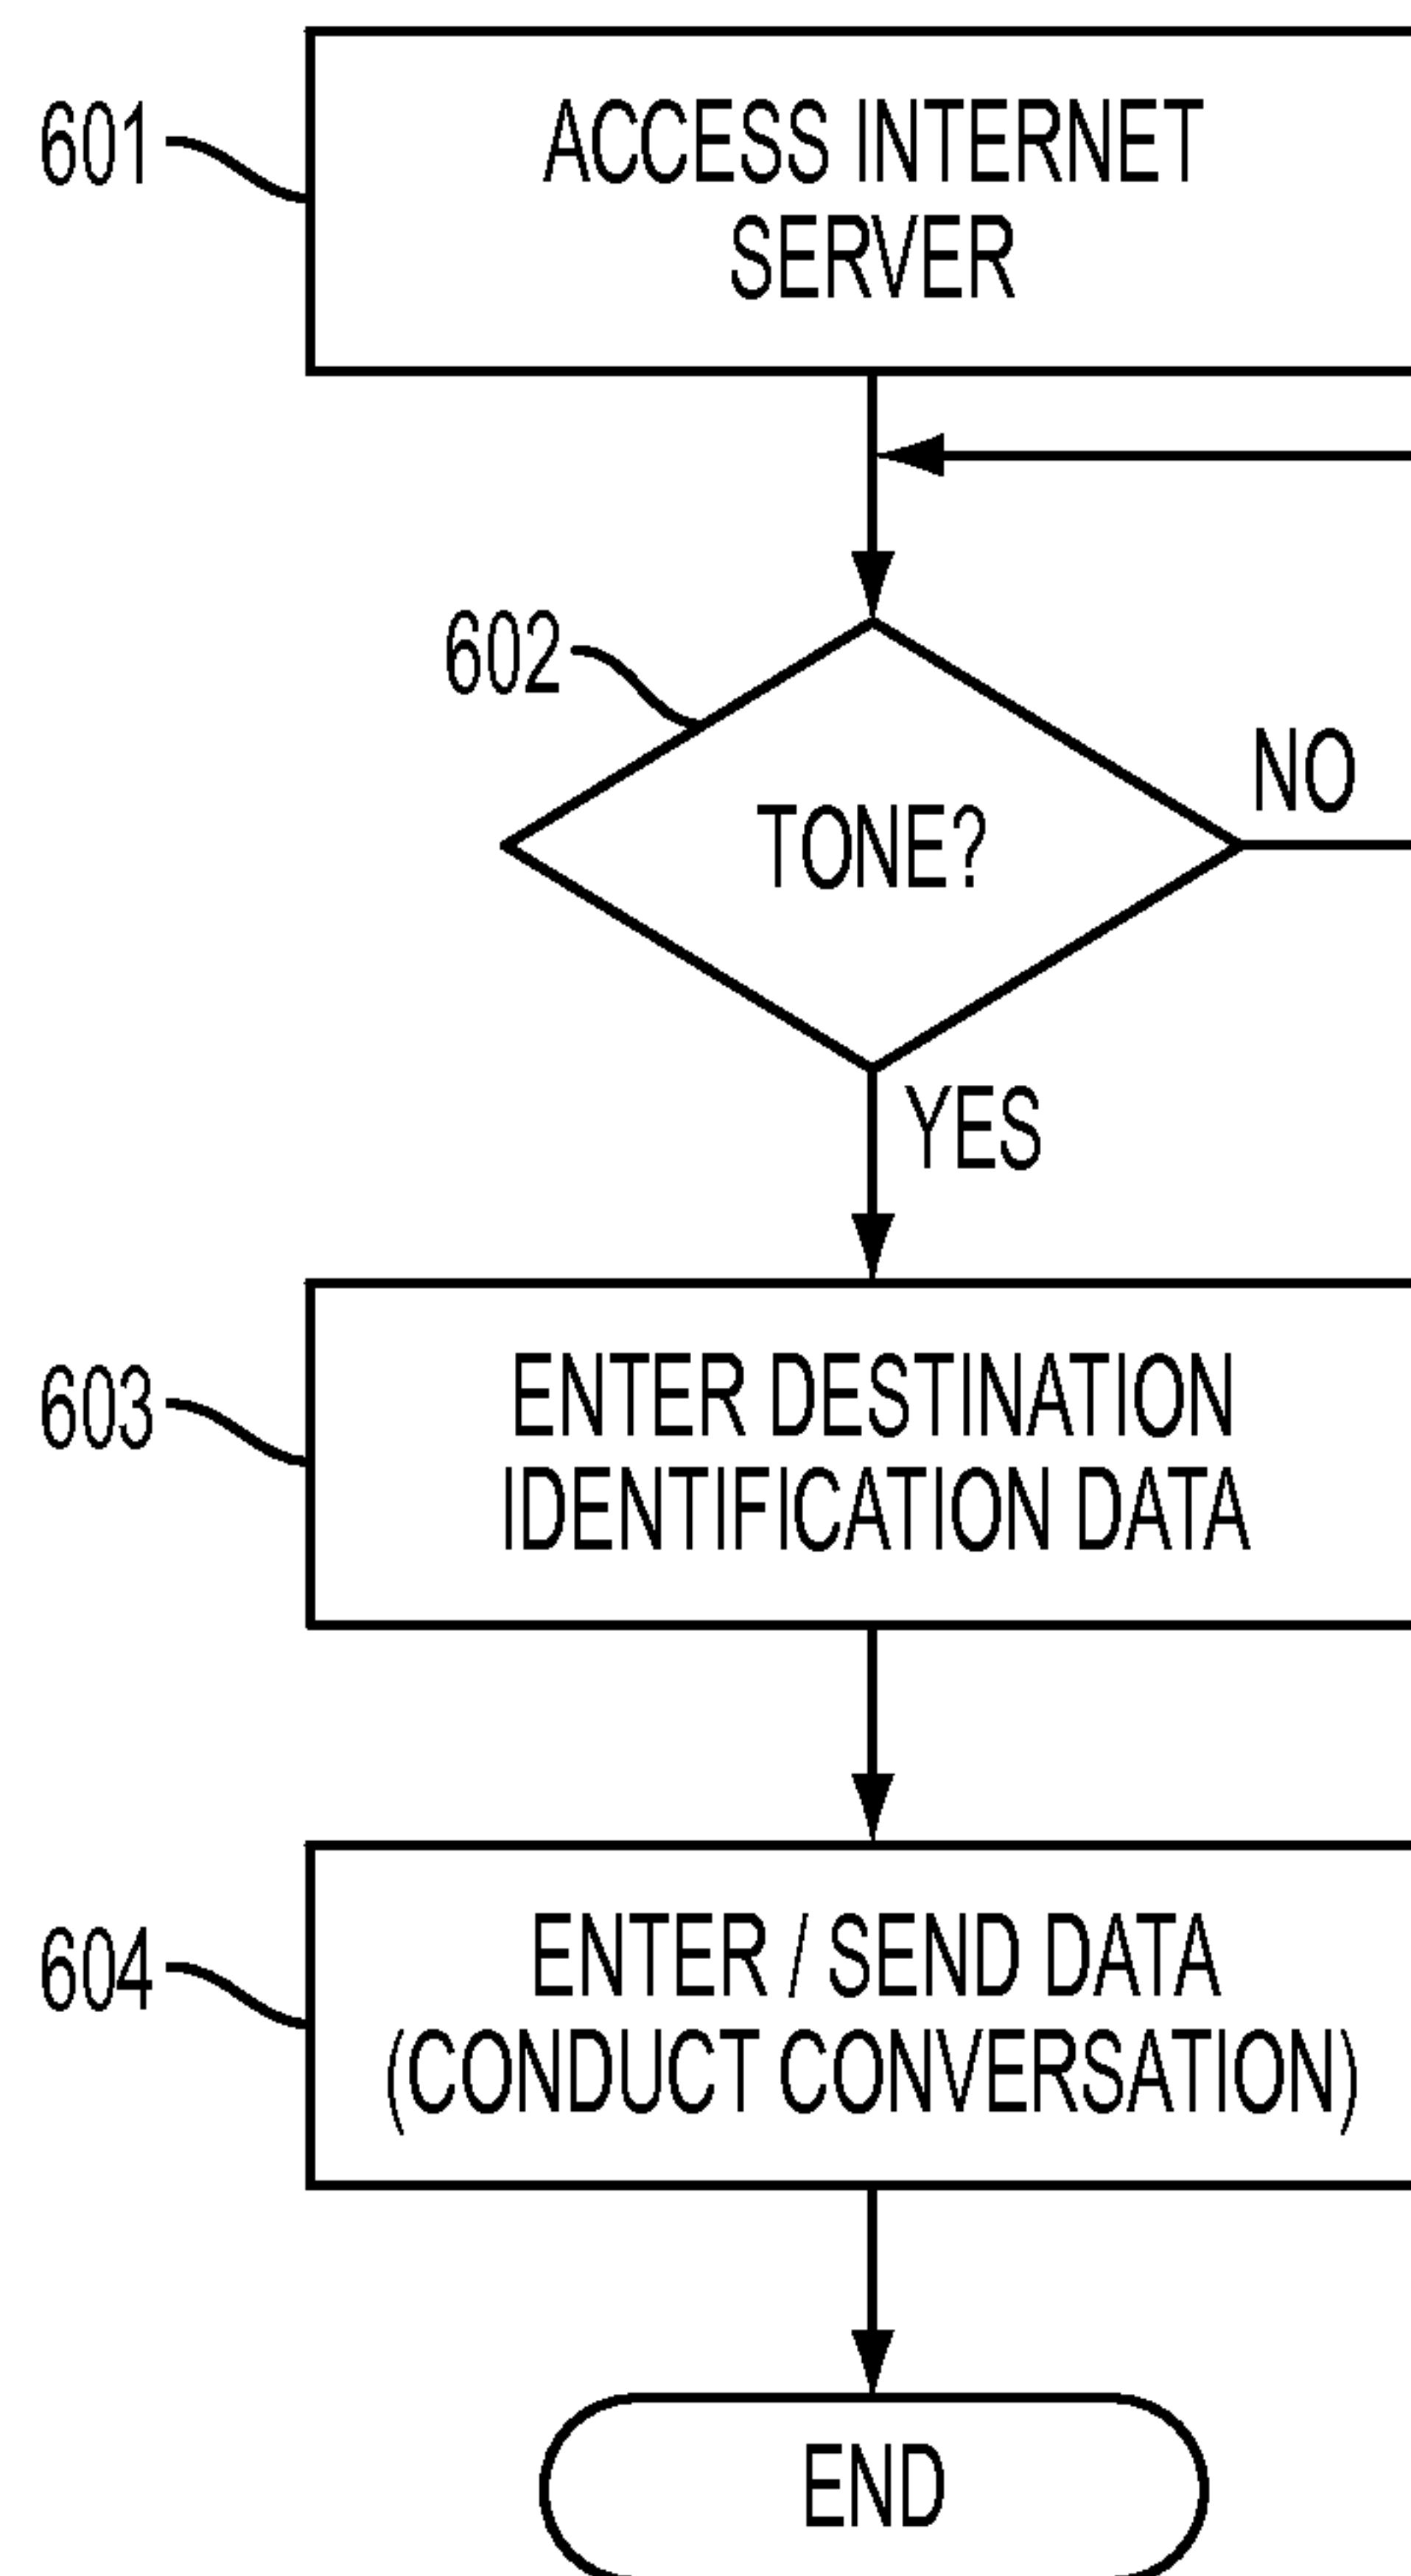 601
ACCESS INTERNET
SERVER
602
TONE?
NO
YES
603
ENTER DESTINATION
IDENTIFICATION DATA
604
ENTER / SEND DATA
(CONDUCT CONVERSATION)
END